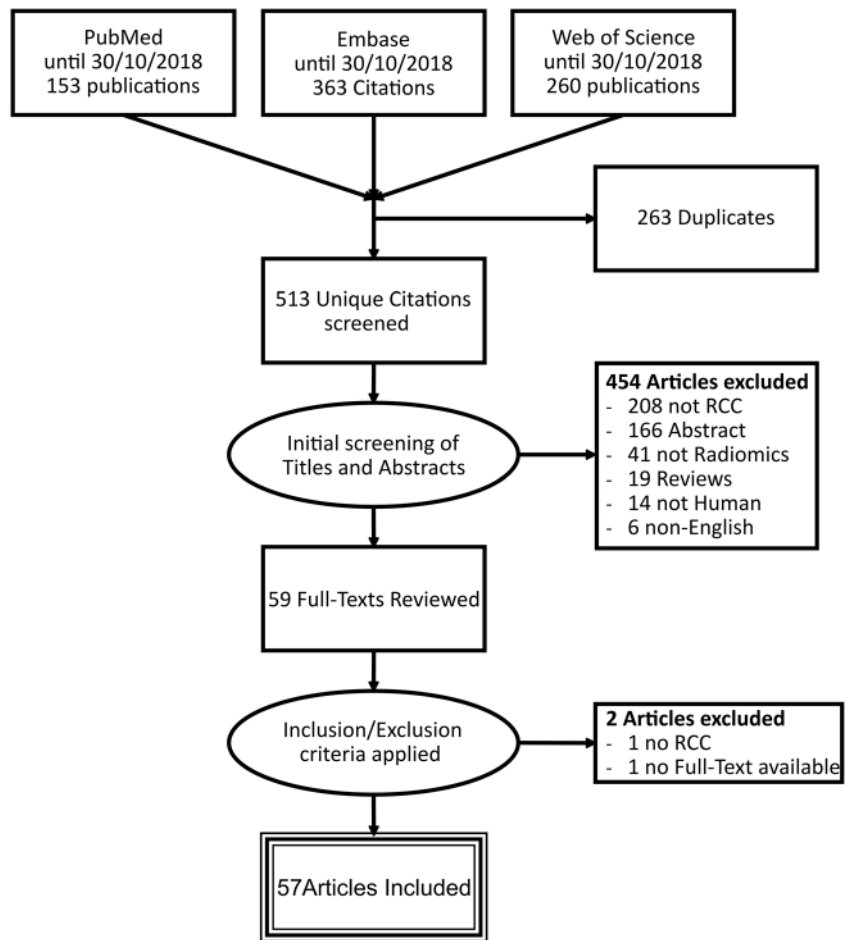 PubMed
until 30/10/2018
153 publications
Embase
until 30/10/2018
363 Citations
Web of Science
until 30/10/2018
260 publications
263 Duplicates
513 Unique Citations
screened
454 Articles excluded
- 208 not RCC
- 166 Abstract
- 41 not Radiomics
- 19 Reviews
- 14 not Human
- 6 non-English
Initial screening of
Titles and Abstracts
59 Full-Texts Reviewed
Inclusion/Exclusion
criteria applied
2 Articles excluded
- 1 no RCC
- 1 no Full-Text available
57Articles Included